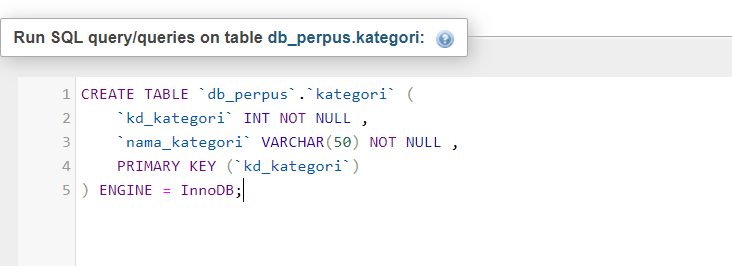 Run SQL query/queries on table db_perpus.kategori:
1 CREATE TABLE `db_perpus`.`kategori` (
2 `kd_kategori` INT NOT NULL ,
3 `nama_kategori` VARCHAR(50) NOT NULL ,
4 PRIMARY KEY (`kd_kategori`)
5 ) ENGINE = InnoDB;